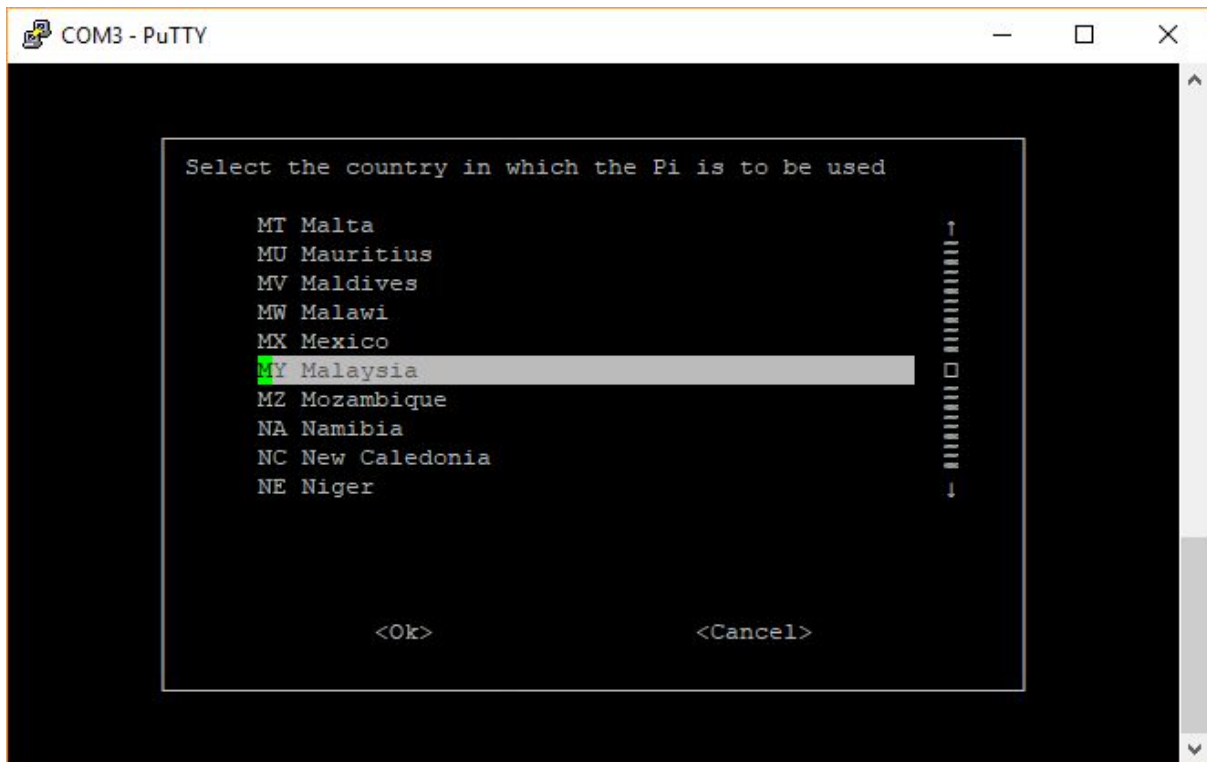 COM3 - PuTTY
Select the country in which the Pi is to be used
MT Malta
MU Mauritius
MV Maldives
MW Malawi
MX Mexico
MY Malaysia
MZ Mozambique
NA Namibia
NC New Caledonia
NE Niger
<Ok> <Cancel>